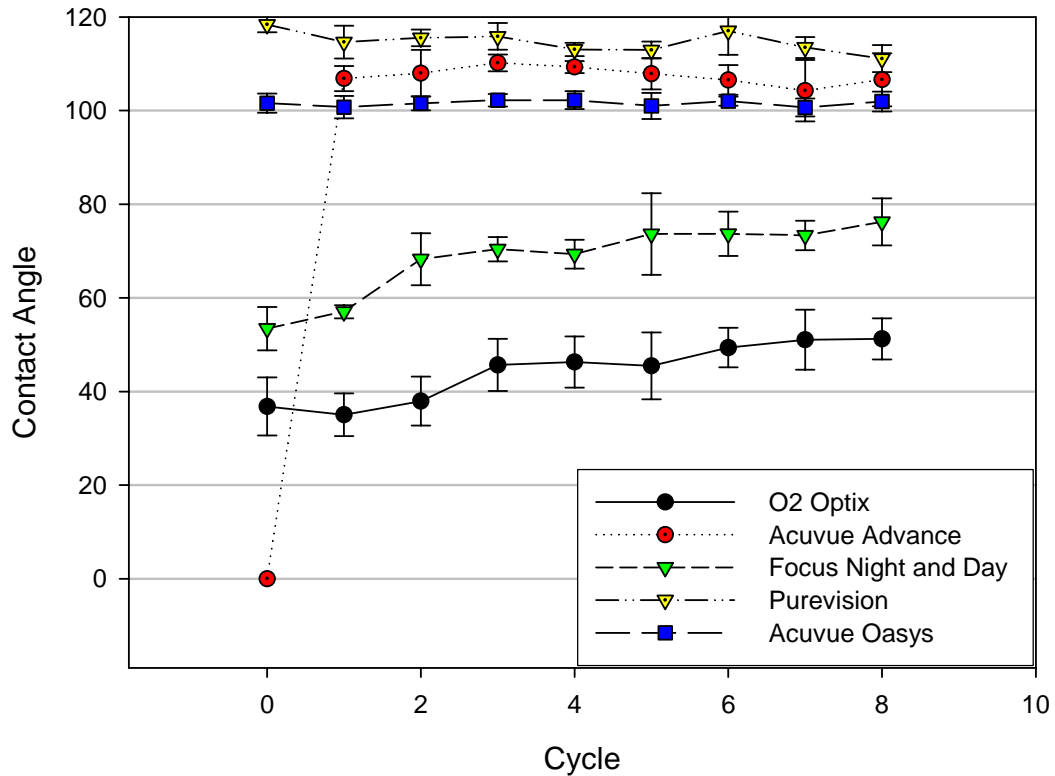 120
100
80
60
40
20
0
Contact Angle
O2 Optix
Acuvue Advance
Focus Night and Day
Purevision
Acuvue Oasys
0 2 4 6 8 10
Cycle